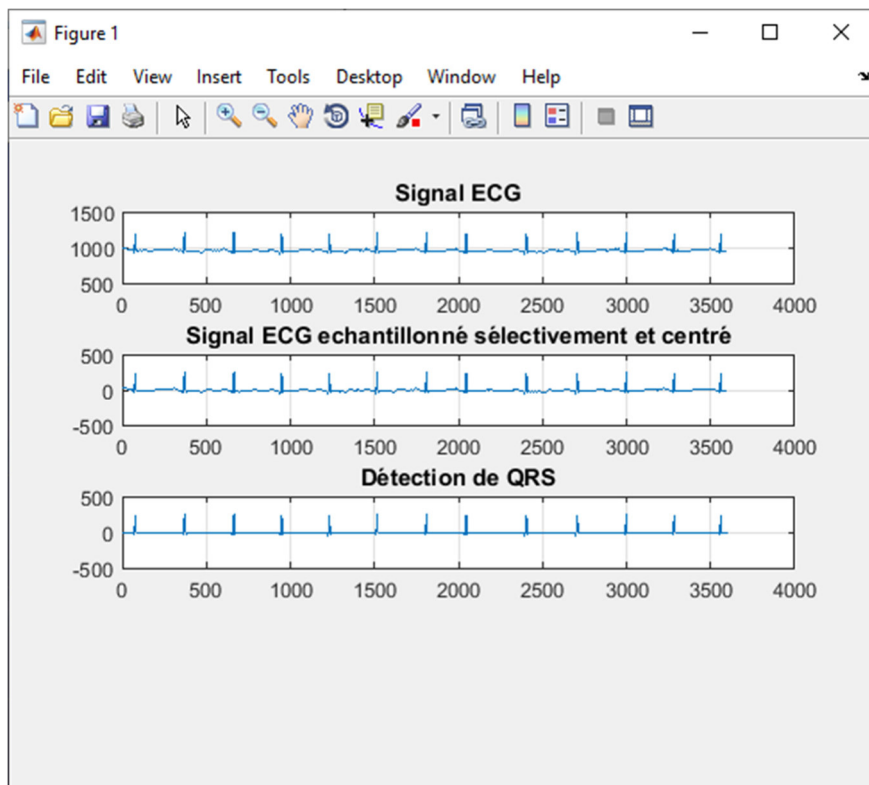 Figure 1
File Edit View Insert Tools Desktop Window Help
Signal ECG
1500
1000
500
0 500 1000 1500 2000 2500 3000 3500 4000
Signal ECG echantillonné sélectivement et centré
500
0
-500
0 500 1000 1500 2000 2500 3000 3500 4000
Détection de QRS
500
0
-500
0 500 1000 1500 2000 2500 3000 3500 4000